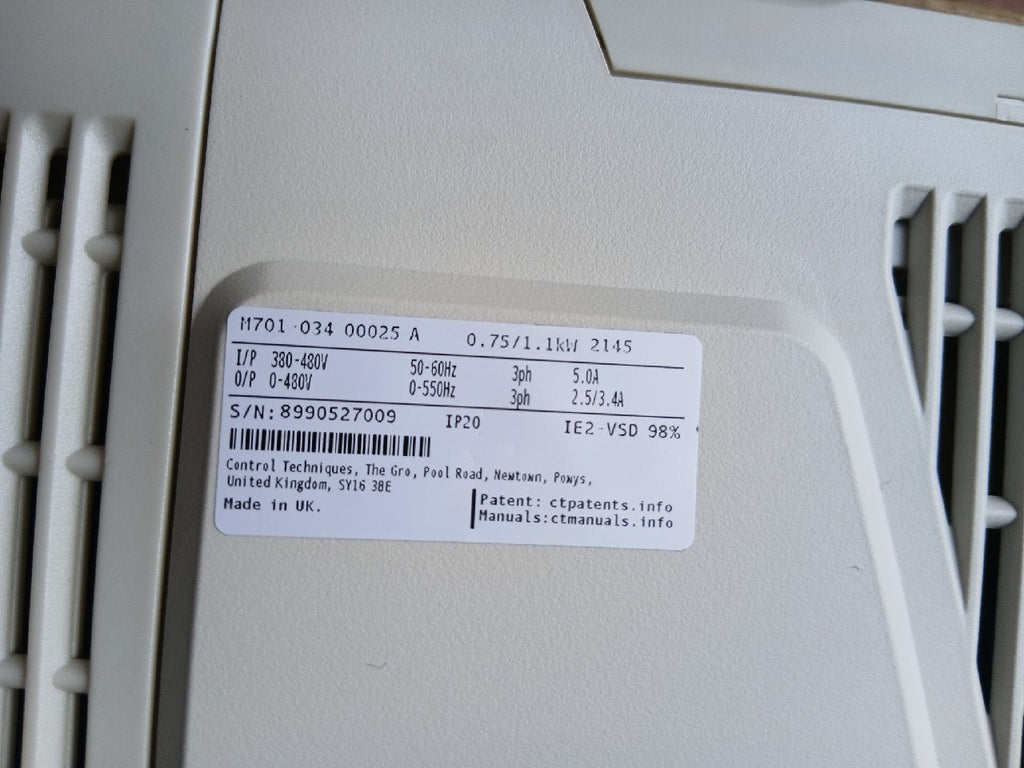 M701-034 00025 A 0.75/1.1kW 2145
I/P 380-480V 50-60Hz 3ph 5.0A
O/P 0-480V 0-550Hz 3ph 2.5/3.4A
S/N:8990527009 IP20 IE2-VSD 98%
Control Techniques, The Gro, Pool Road, Newtown, Powys,
United Kingdom, SY16 3BE
Made in UK.
Patent: ctpatents.info
Manuals:ctmanuals.info